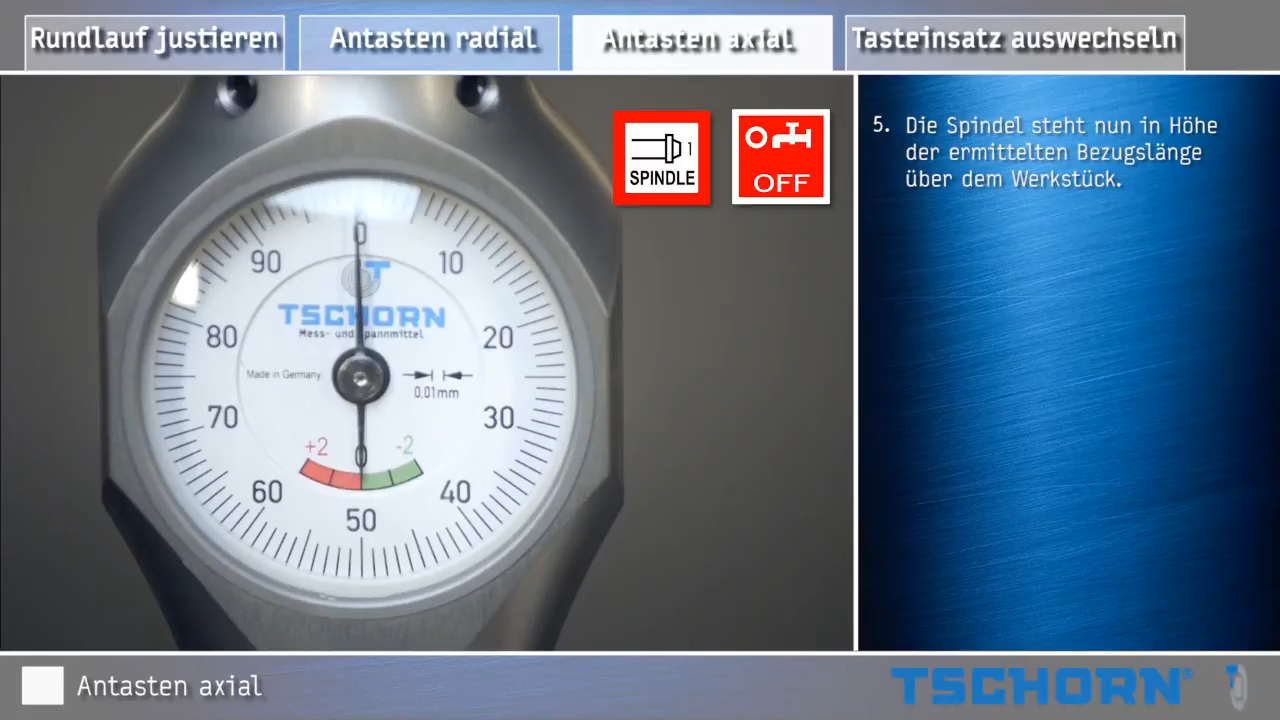 Rundlauf justieren
Antasten radial
Antasten axial
Tasteinsatz auswechseln
1
SPINDLE
OFF
5. Die Spindel steht nun in Höhe
der ermittelten Bezugslänge
über dem Werkstück.
0
90
10
T
TSCHORN
Mess- und Spannmittel
80
20
Made in Germany
0.01mm
70
30
+2
0
-2
60
40
50
Antasten axial
TSCHORN®